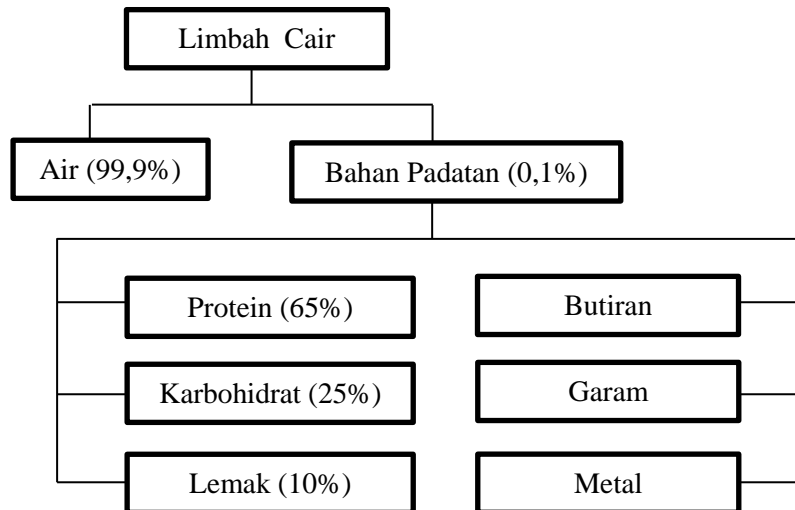 Limbah Cair
Air (99,9%)
Bahan Padatan (0,1%)
Protein (65%)
Butiran
Karbohidrat (25%)
Garam
Lemak (10%)
Metal